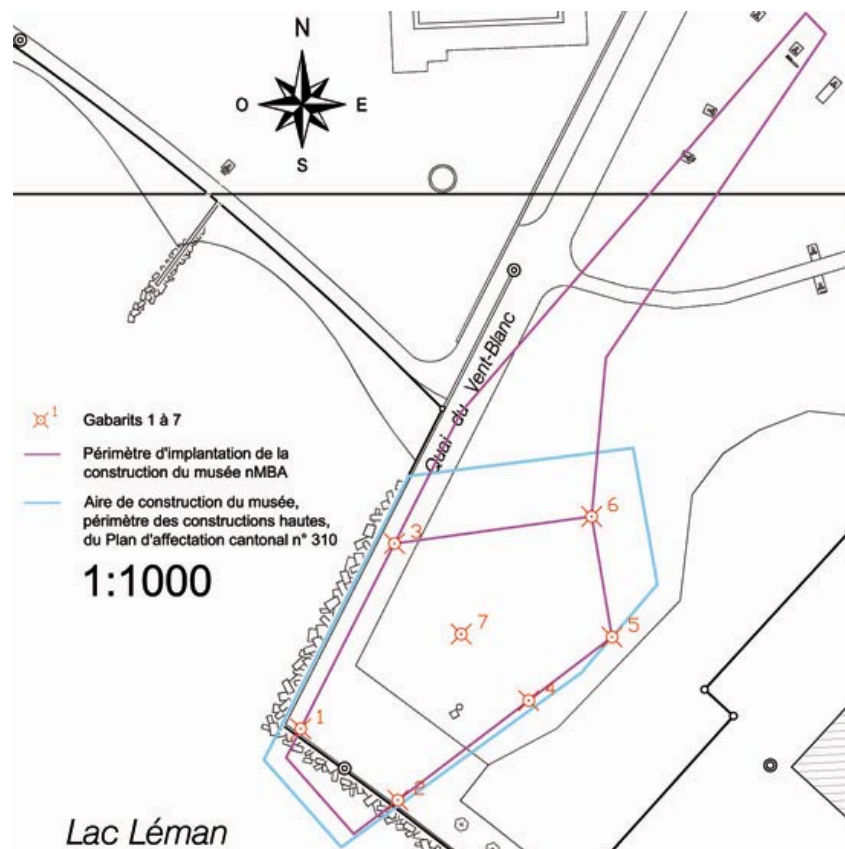 N
O
E
S
Quai du Vent-Blanc
1 Gabarits 1 à 7
Périmètre d'implantation de la
construction du musée nMBA
Aire de construction du musée,
périmètre des constructions hautes,
du Plan d'affectation cantonal n° 310
1:1000
3
6
7
5
4
1
2
Lac Léman